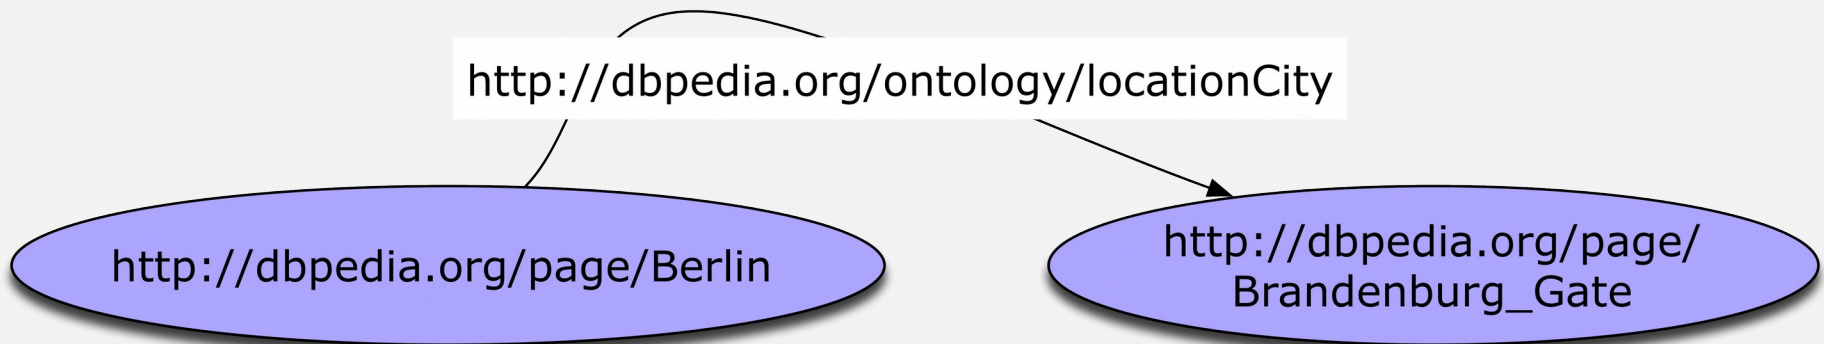 http://dbpedia.org/ontology/locationCity
http://dbpedia.org/page/Berlin
http://dbpedia.org/page/
Brandenburg_Gate